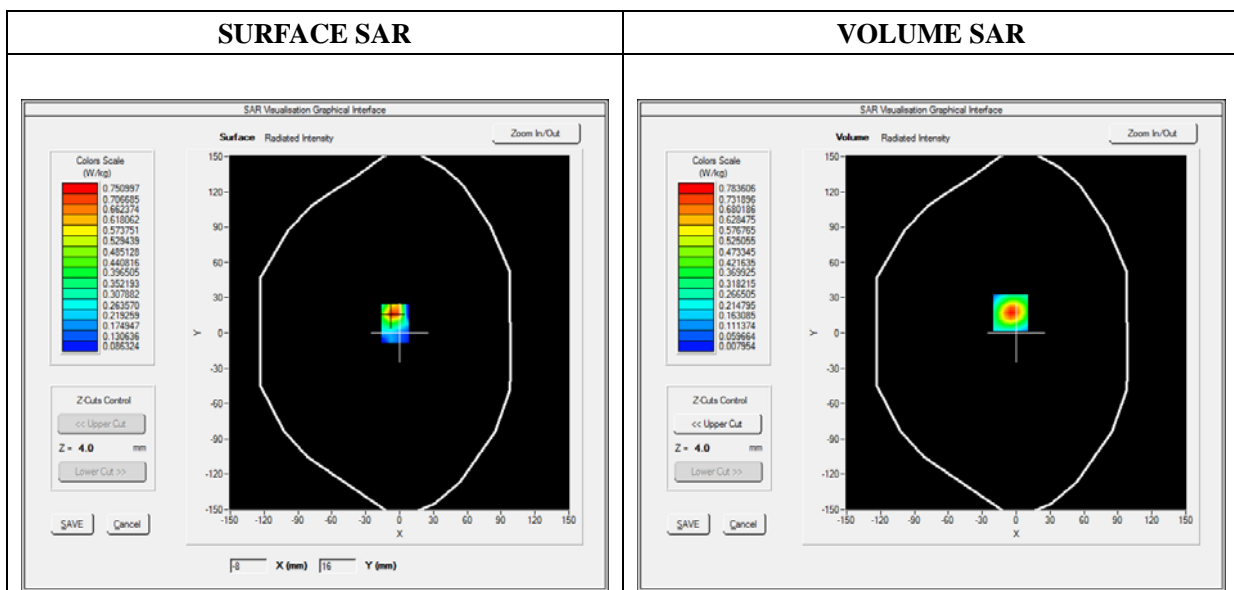 SURFACE SAR
VOLUME SAR
SAR Visualisation Graphical Interface
Surface Radiated Intensity
Zoom In/Out
Colors Scale
(W/kg)
0.750997
0.706685
0.662374
0.618062
0.573751
0.529439
0.485128
0.440816
0.396505
0.352193
0.307882
0.263570
0.219259
0.174947
0.130636
0.086324
Z-Cuts Control
<< Upper Cut
Z = 4.0 mm
Lower Cut >>
SAVE Cancel
150
120
90
60
30
0
-30
-60
-90
-120
-150
Y
-150 -120 -90 -60 -30 0 30 60 90 120 150
X
-8 X (mm) 16 Y (mm)
SAR Visualisation Graphical Interface
Volume Radiated Intensity
Zoom In/Out
Colors Scale
(W/kg)
0.783606
0.731896
0.680186
0.628475
0.576765
0.525055
0.473345
0.421635
0.369925
0.318215
0.266505
0.214795
0.163085
0.111374
0.059664
0.007954
Z-Cuts Control
<< Upper Cut
Z = 4.0 mm
Lower Cut >>
SAVE Cancel
150
120
90
60
30
0
-30
-60
-90
-120
-150
Y
-150 -120 -90 -60 -30 0 30 60 90 120 150
X